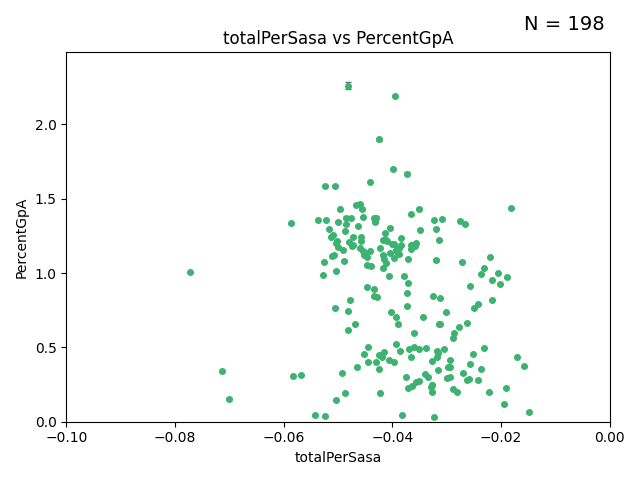 N = 198
totalPerSasa vs PercentGpA
PercentGpA
2.0
1.5
1.0
0.5
0.0
−0.10 −0.08 −0.06 −0.04 −0.02 0.00
totalPerSasa